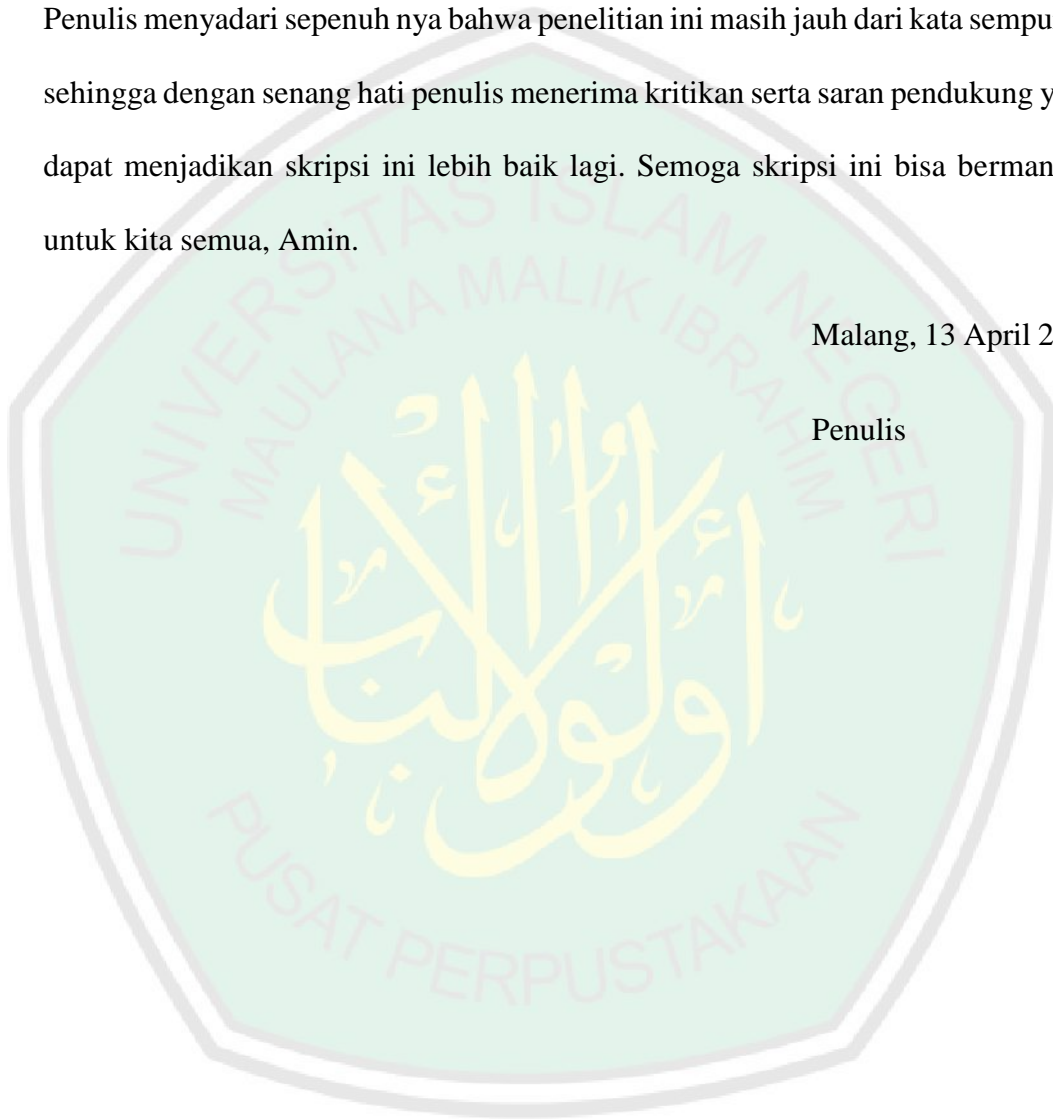 Penulis menyadari sepenuh nya bahwa penelitian ini masih jauh dari kata sempu
sehingga dengan senang hati penulis menerima kritikan serta saran pendukung y
dapat menjadikan skripsi ini lebih baik lagi. Semoga skripsi ini bisa berman
untuk kita semua, Amin.
Malang, 13 April 2
Penulis
UNIVERSITAS ISLAM NEGERI
MAULANA MALIK IBRAHIM
أولوا الألباب
PUSAT PERPUSTAKAAN